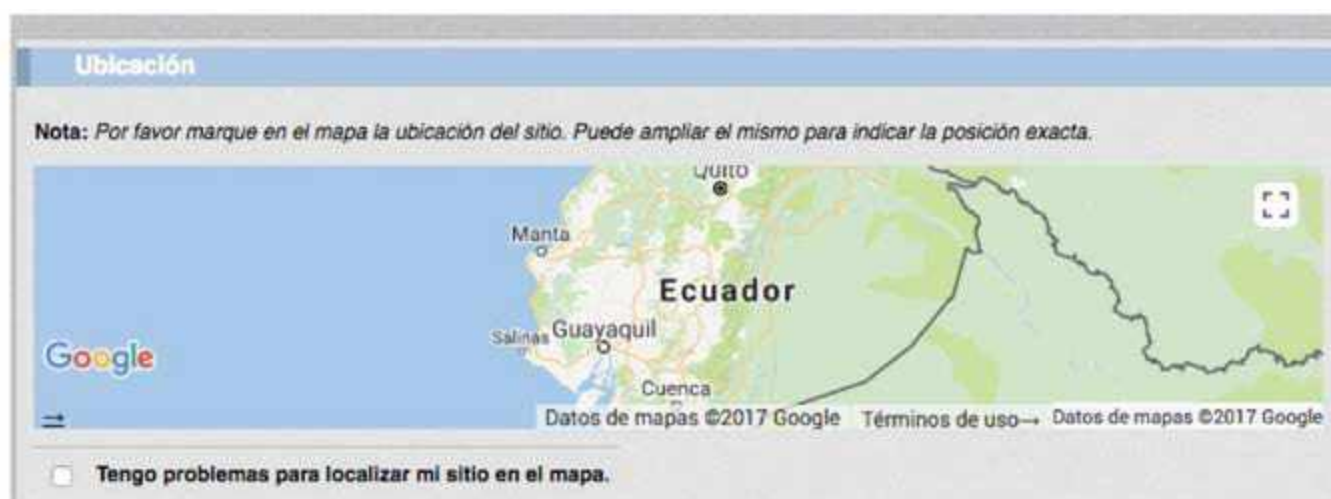 Ubicación
Nota: Por favor marque en el mapa la ubicación del sitio. Puede ampliar el mismo para indicar la posición exacta.
Quito
Manta
Ecuador
Salinas
Guayaquil
Google
Cuenca
Datos de mapas ©2017 Google
Términos de uso
Datos de mapas ©2017 Google
Tengo problemas para localizar mi sitio en el mapa.